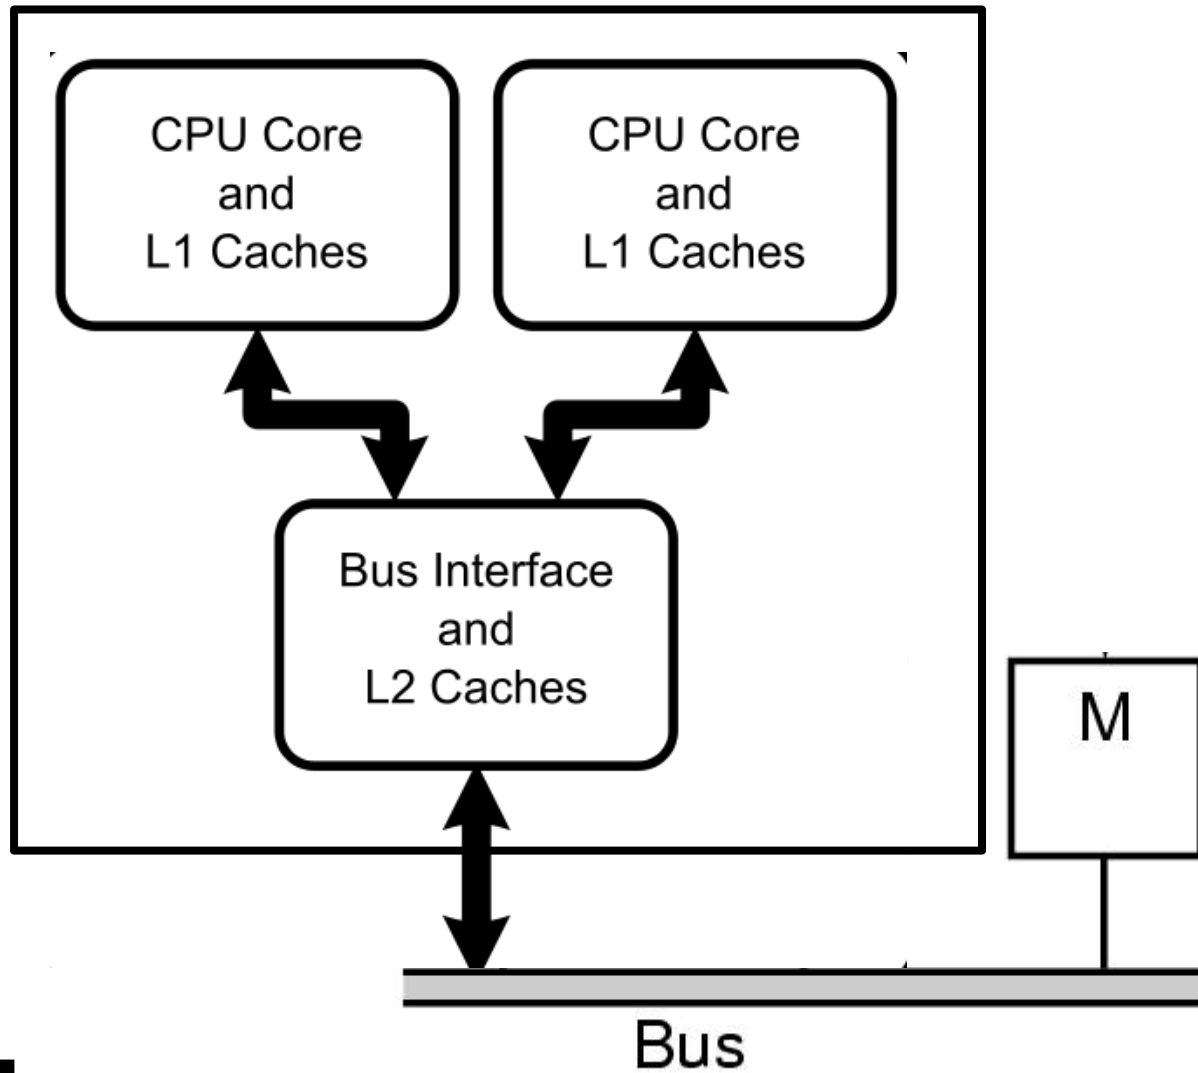 CPU Core
and
L1 Caches
CPU Core
and
L1 Caches
Bus Interface
and
L2 Caches
M
Bus